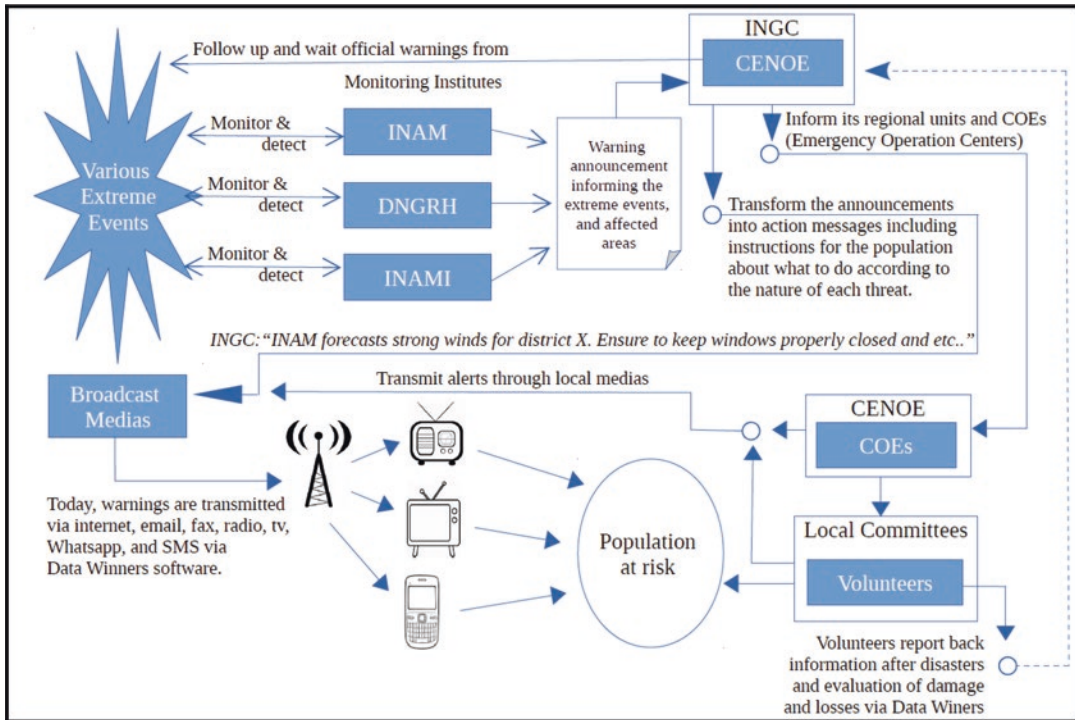 INGC
CENOE
Follow up and wait official warnings from
Monitoring Institutes
Various
Extreme
Events
Monitor &
detect
INAM
Monitor &
detect
DNGRH
Monitor &
detect
INAMI
Warning
announcement
informing the
extreme events,
and affected
areas
Inform its regional units and COEs
(Emergency Operation Centers)
Transform the announcements
into action messages including
instructions for the population
about what to do according to
the nature of each threat.
INGC:“INAM forecasts strong winds for district X. Ensure to keep windows properly closed and etc..”
Broadcast
Medias
Transmit alerts through local medias
CENOE
COEs
Today, warnings are transmitted
via internet, email, fax, radio, tv,
Whatsapp, and SMS via
Data Winners software.
Population
at risk
Local Committees
Volunteers
Volunteers report back
information after disasters
and evaluation of damage
and losses via Data Winers